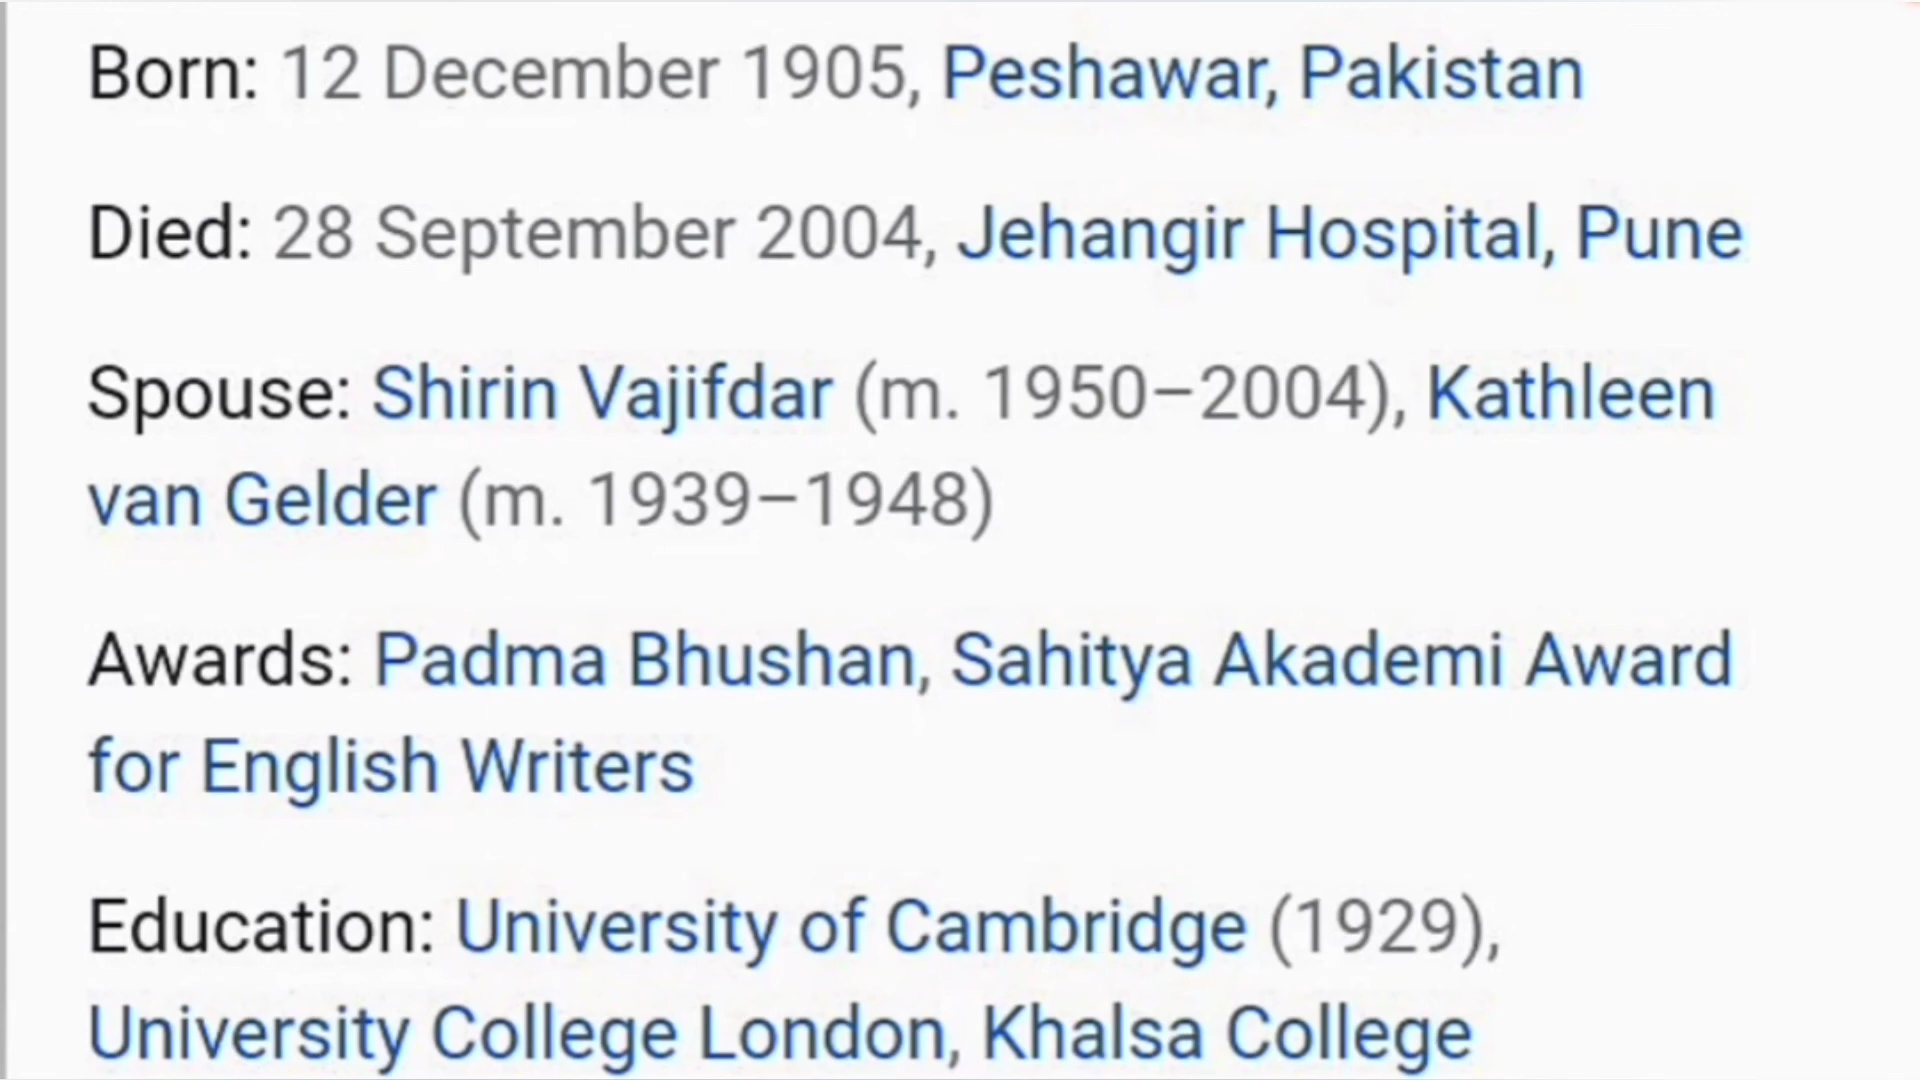 Born: 12 December 1905, Peshawar, Pakistan
Died: 28 September 2004, Jehangir Hospital, Pune
Spouse: Shirin Vajifdar (m. 1950–2004), Kathleen
van Gelder (m. 1939–1948)
Awards: Padma Bhushan, Sahitya Akademi Award
for English Writers
Education: University of Cambridge (1929),
University College London, Khalsa College